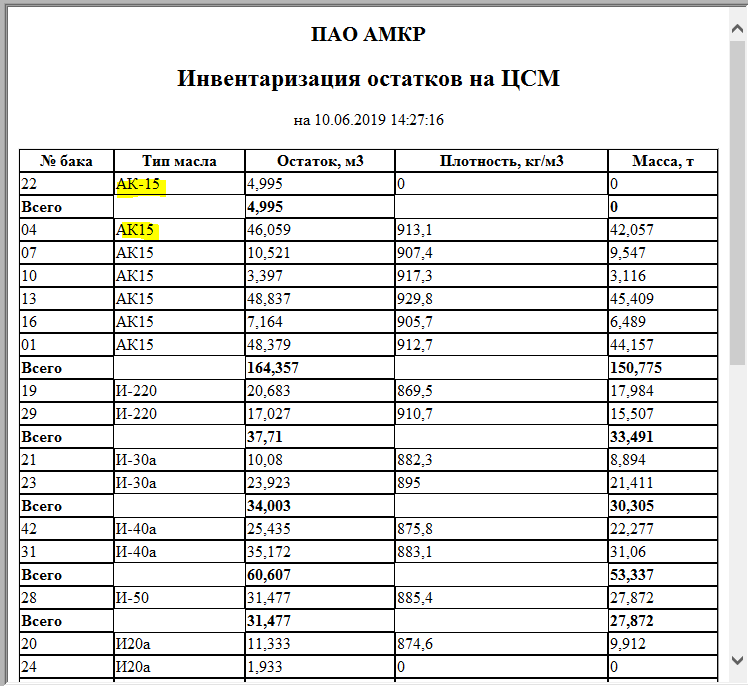 ПАО АМКР
Инвентаризация остатков на ЦСМ
на 10.06.2019 14:27:16
№ бака Тип масла Остаток, м3 Плотность, кг/м3 Масса, т
22 АК-15 4,995 0 0
Всего 4,995 0
04 АК15 46,059 913,1 42,057
07 АК15 10,521 907,4 9,547
10 АК15 3,397 917,3 3,116
13 АК15 48,837 929,8 45,409
16 АК15 7,164 905,7 6,489
01 АК15 48,379 912,7 44,157
Всего 164,357 150,775
19 И-220 20,683 869,5 17,984
29 И-220 17,027 910,7 15,507
Всего 37,71 33,491
21 И-30а 10,08 882,3 8,894
23 И-30а 23,923 895 21,411
Всего 34,003 30,305
42 И-40а 25,435 875,8 22,277
31 И-40а 35,172 883,1 31,06
Всего 60,607 53,337
28 И-50 31,477 885,4 27,872
Всего 31,477 27,872
20 И20а 11,333 874,6 9,912
24 И20а 1,933 0 0